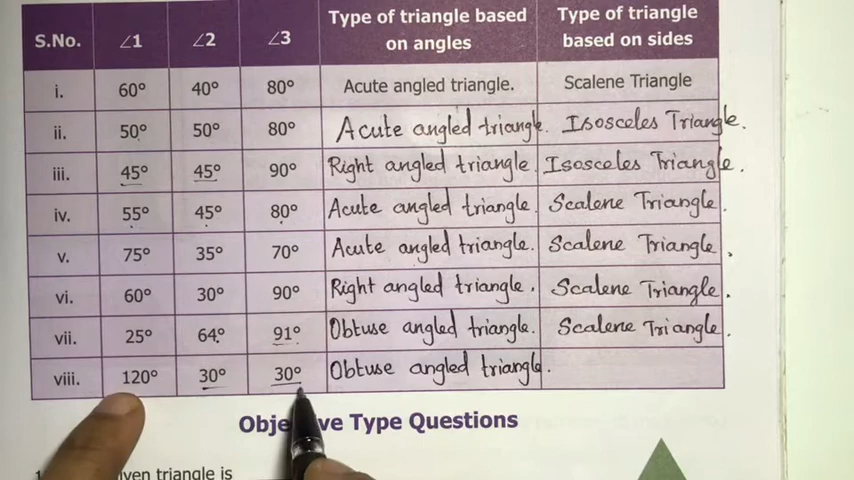 S.No. ∠1 ∠2 ∠3 Type of triangle based on angles Type of triangle based on sides
i. 60° 40° 80° Acute angled triangle. Scalene Triangle
ii. 50° 50° 80° Acute angled triangle. Isosceles Triangle.
iii. 45° 45° 90° Right angled triangle. Isosceles Triangle.
iv. 55° 45° 80° Acute angled triangle. Scalene Triangle.
v. 75° 35° 70° Acute angled triangle. Scalene Triangle.
vi. 60° 30° 90° Right angled triangle. Scalene Triangle.
vii. 25° 64° 91° Obtuse angled triangle. Scalene Triangle.
viii. 120° 30° 30° Obtuse angled triangle.
Objective Type Questions
triangle is